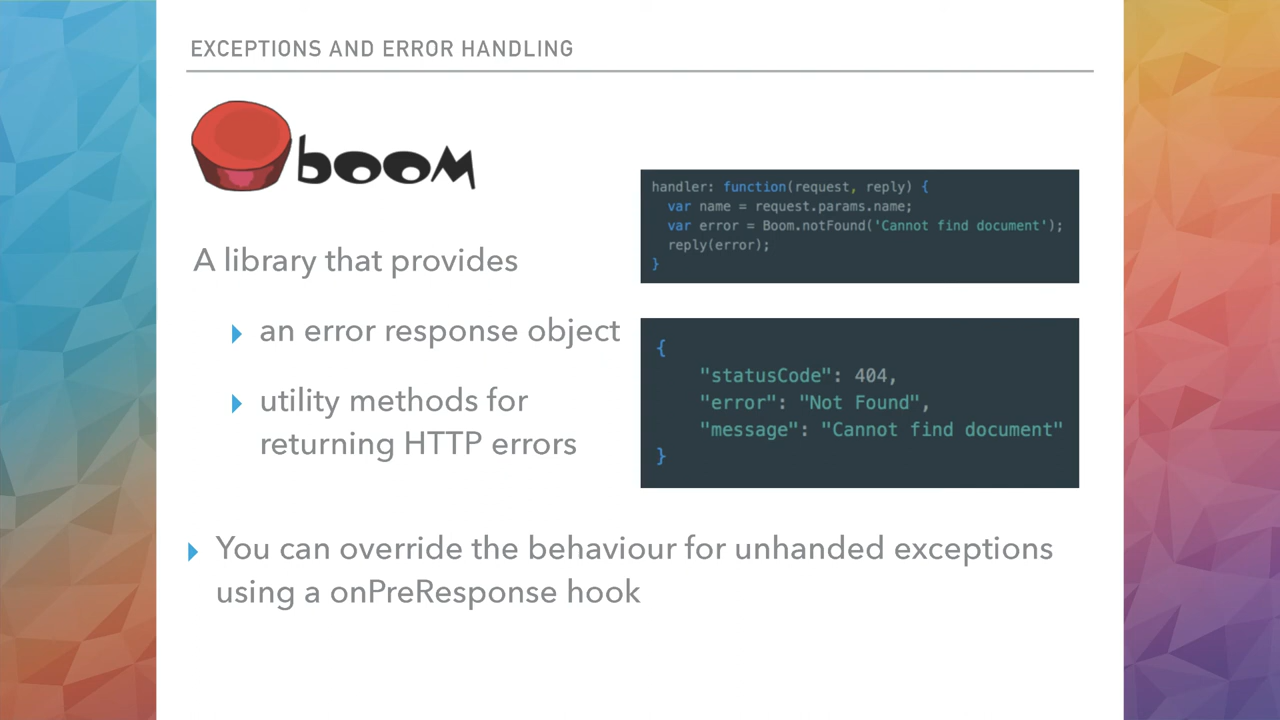 EXCEPTIONS AND ERROR HANDLING
boom
A library that provides
an error response object
utility methods for
returning HTTP errors
handler: function(request, reply) {
var name = request.params.name;
var error = Boom.notFound('Cannot find document');
reply(error);
}
{
"statusCode": 404,
"error": "Not Found",
"message": "Cannot find document"
}
You can override the behaviour for unhanded exceptions
using a onPreResponse hook